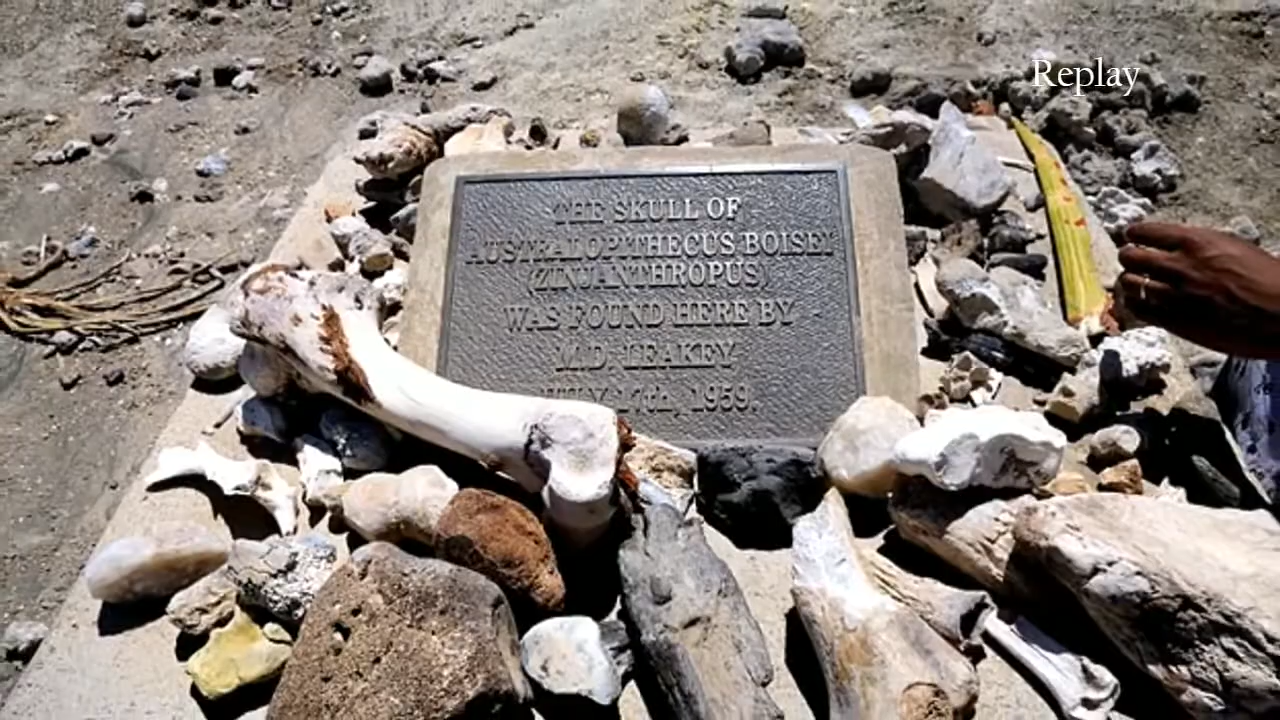 Replay
THE SKULL OF
AUSTRALOPITHECUS BOISEI
(ZINJANTHROPUS)
WAS FOUND HERE BY
M.D. LEAKEY
JULY 17th, 1959.